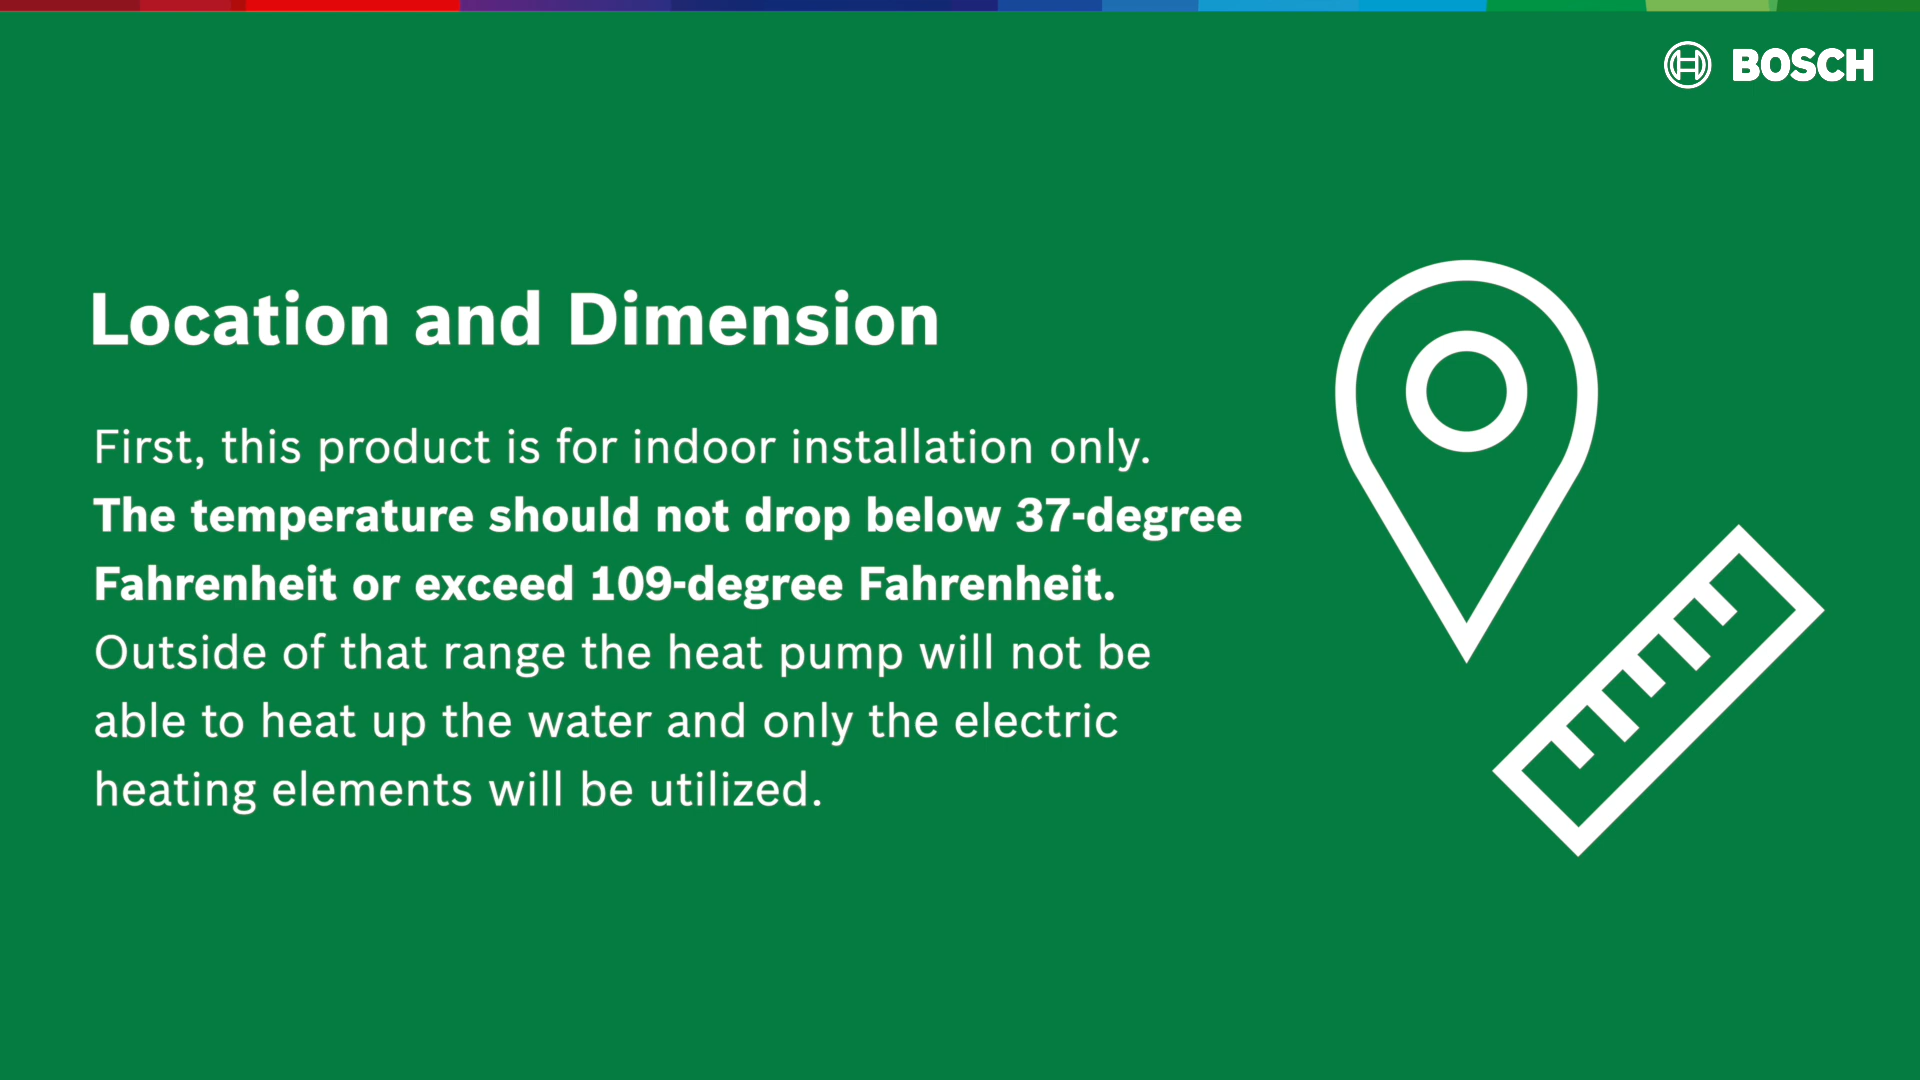 BOSCH
Location and Dimension
First, this product is for indoor installation only.
The temperature should not drop below 37-degree
Fahrenheit or exceed 109-degree Fahrenheit.
Outside of that range the heat pump will not be
able to heat up the water and only the electric
heating elements will be utilized.